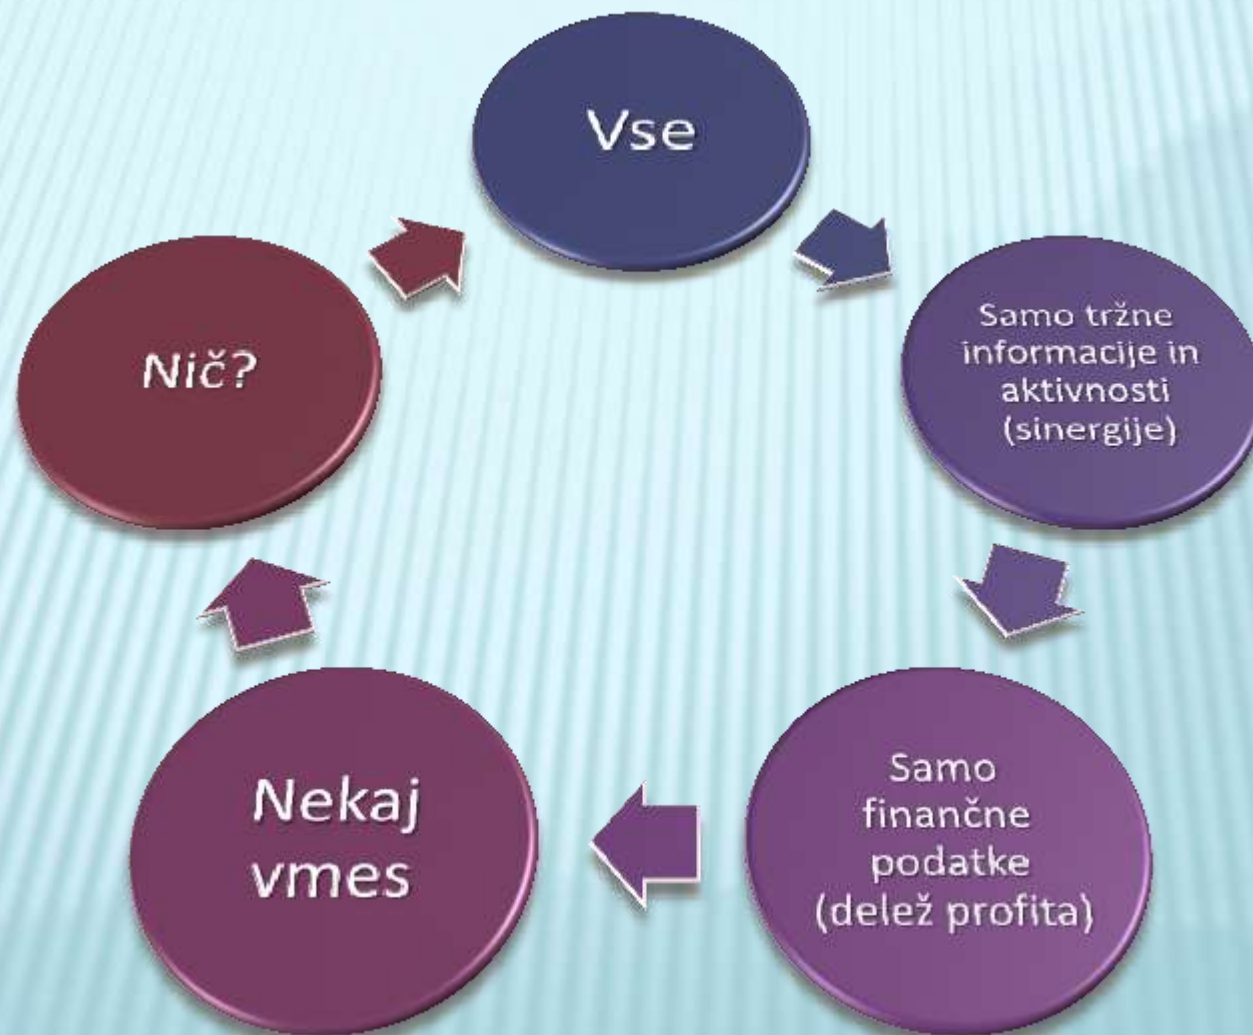 Vse
Samo tržne
informacije in
aktivnosti
(sinergije)
Samo
finančne
podatke
(delež profita)
Nekaj
vmes
Nič?